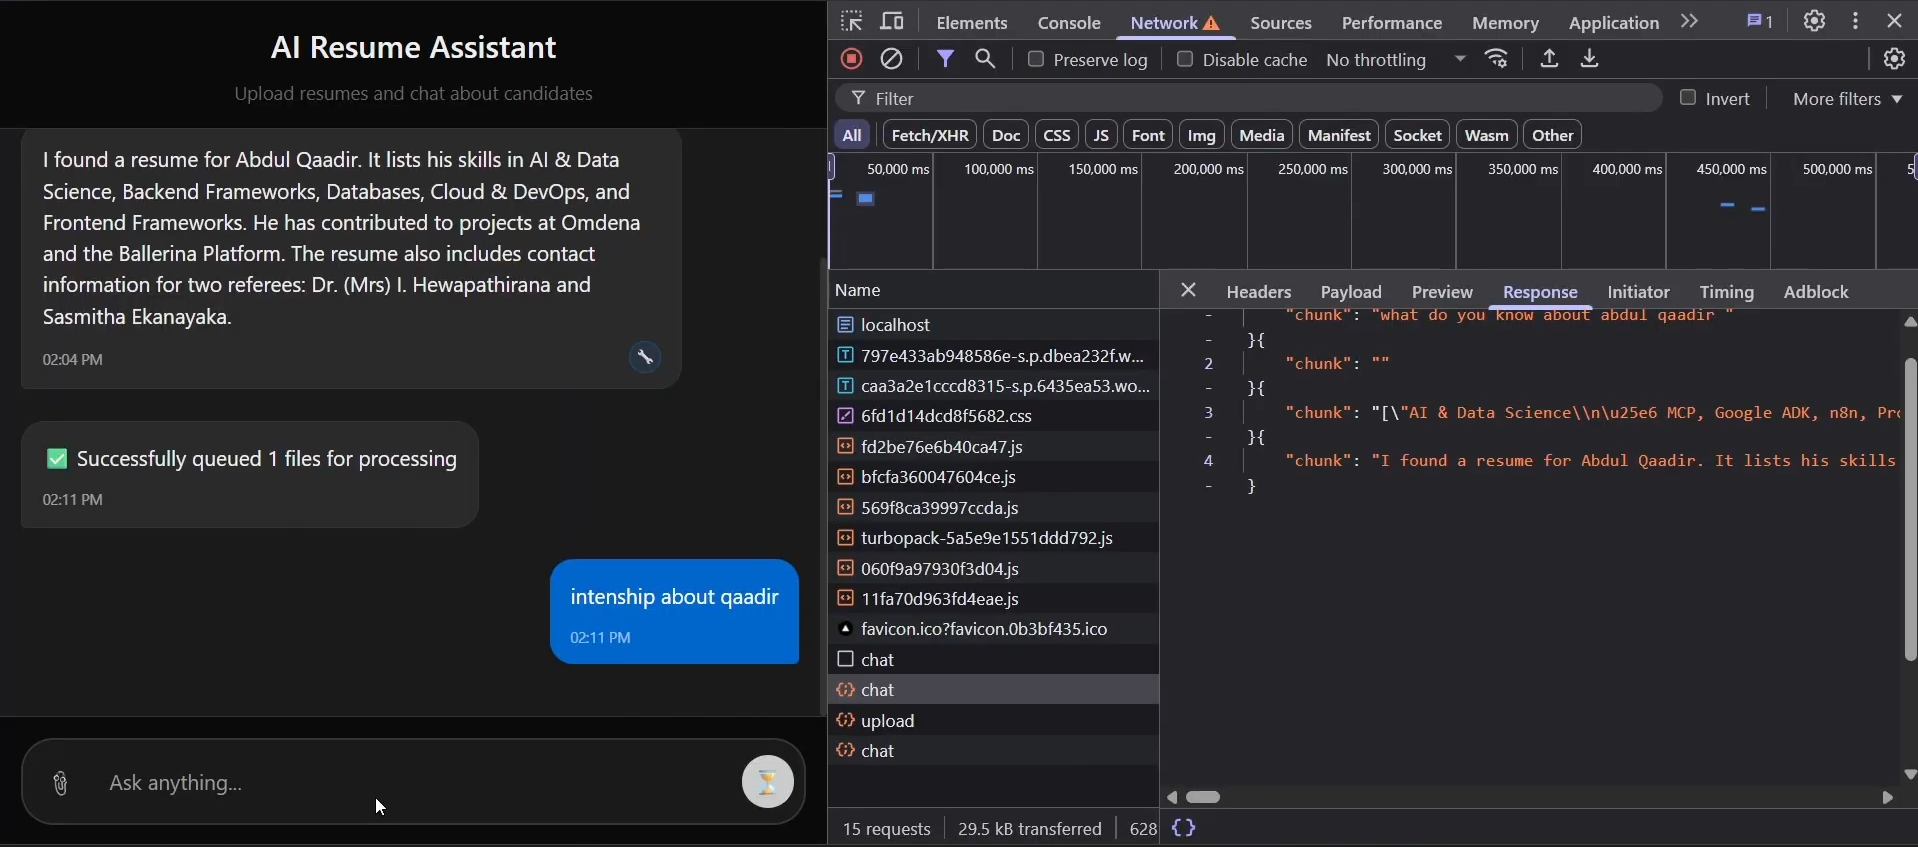 AI Resume Assistant
Upload resumes and chat about candidates
I found a resume for Abdul Qaadir. It lists his skills in AI & Data
Science, Backend Frameworks, Databases, Cloud & DevOps, and
Frontend Frameworks. He has contributed to projects at Omdena
and the Ballerina Platform. The resume also includes contact
information for two referees: Dr. (Mrs) I. Hewapathirana and
Sasmitha Ekanayaka.
02:04 PM
✅ Successfully queued 1 files for processing
02:11 PM
intenship about qaadir
02:11 PM
Ask anything...
Elements Console Network Sources Performance Memory Application 1
Preserve log Disable cache No throttling
Filter Invert More filters
All Fetch/XHR Doc CSS JS Font Img Media Manifest Socket Wasm Other
50,000 ms 100,000 ms 150,000 ms 200,000 ms 250,000 ms 300,000 ms 350,000 ms 400,000 ms 450,000 ms 500,000 ms 5
Name
localhost
797e433ab948586e-s.p.dbea232f.w...
caa3a2e1cccd8315-s.p.6435ea53.wo...
6fd1d14dcd8f5682.css
fd2be76e6b40ca47.js
bfcfa360047604ce.js
569f8ca39997ccda.js
turbopack-5a5e9e1551ddd792.js
060f9a97930f3d04.js
11fa70d963fd4eae.js
favicon.ico?favicon.0b3bf435.ico
chat
chat
upload
chat
15 requests 29.5 kB transferred 628
Headers Payload Preview Response Initiator Timing Adblock
- "chunk": "what do you know about abdul qaadir "
- }{
2 "chunk": ""
- }{
3 "chunk": "[\"AI & Data Science\\n\u25e6 MCP, Google ADK, n8n, Pro
- }{
4 "chunk": "I found a resume for Abdul Qaadir. It lists his skills
- }
{}